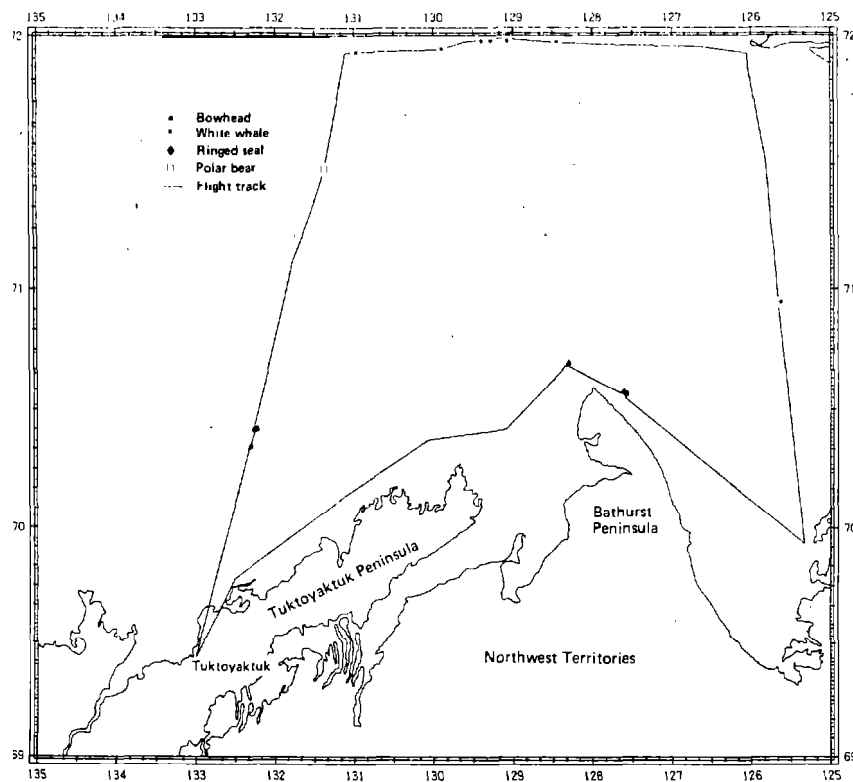 135 134 133 132 131 130 129 128 127 126 125
72 72
Bowhead
White whale
Ringed seal
Polar bear
Flight track
71 71
70 70
Bathurst
Peninsula
Tuktoyaktuk Peninsula
Tuktoyaktuk
Northwest Territories
69 69
135 134 133 132 131 130 129 128 127 126 125